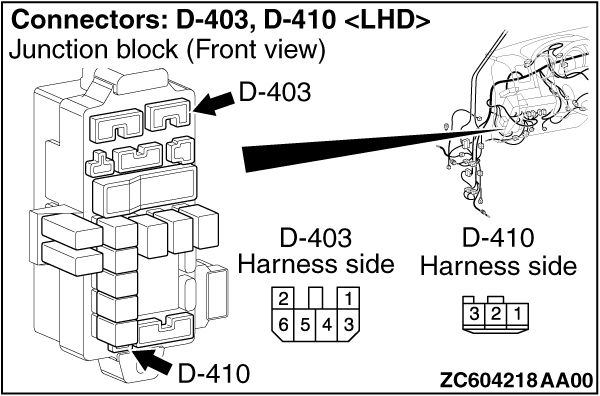 Connectors: D-403, D-410 <LHD>
Junction block (Front view)
D-403
D-403
Harness side
2 1
6 5 4 3
D-410
Harness side
3 2 1
D-410
ZC604218AA00